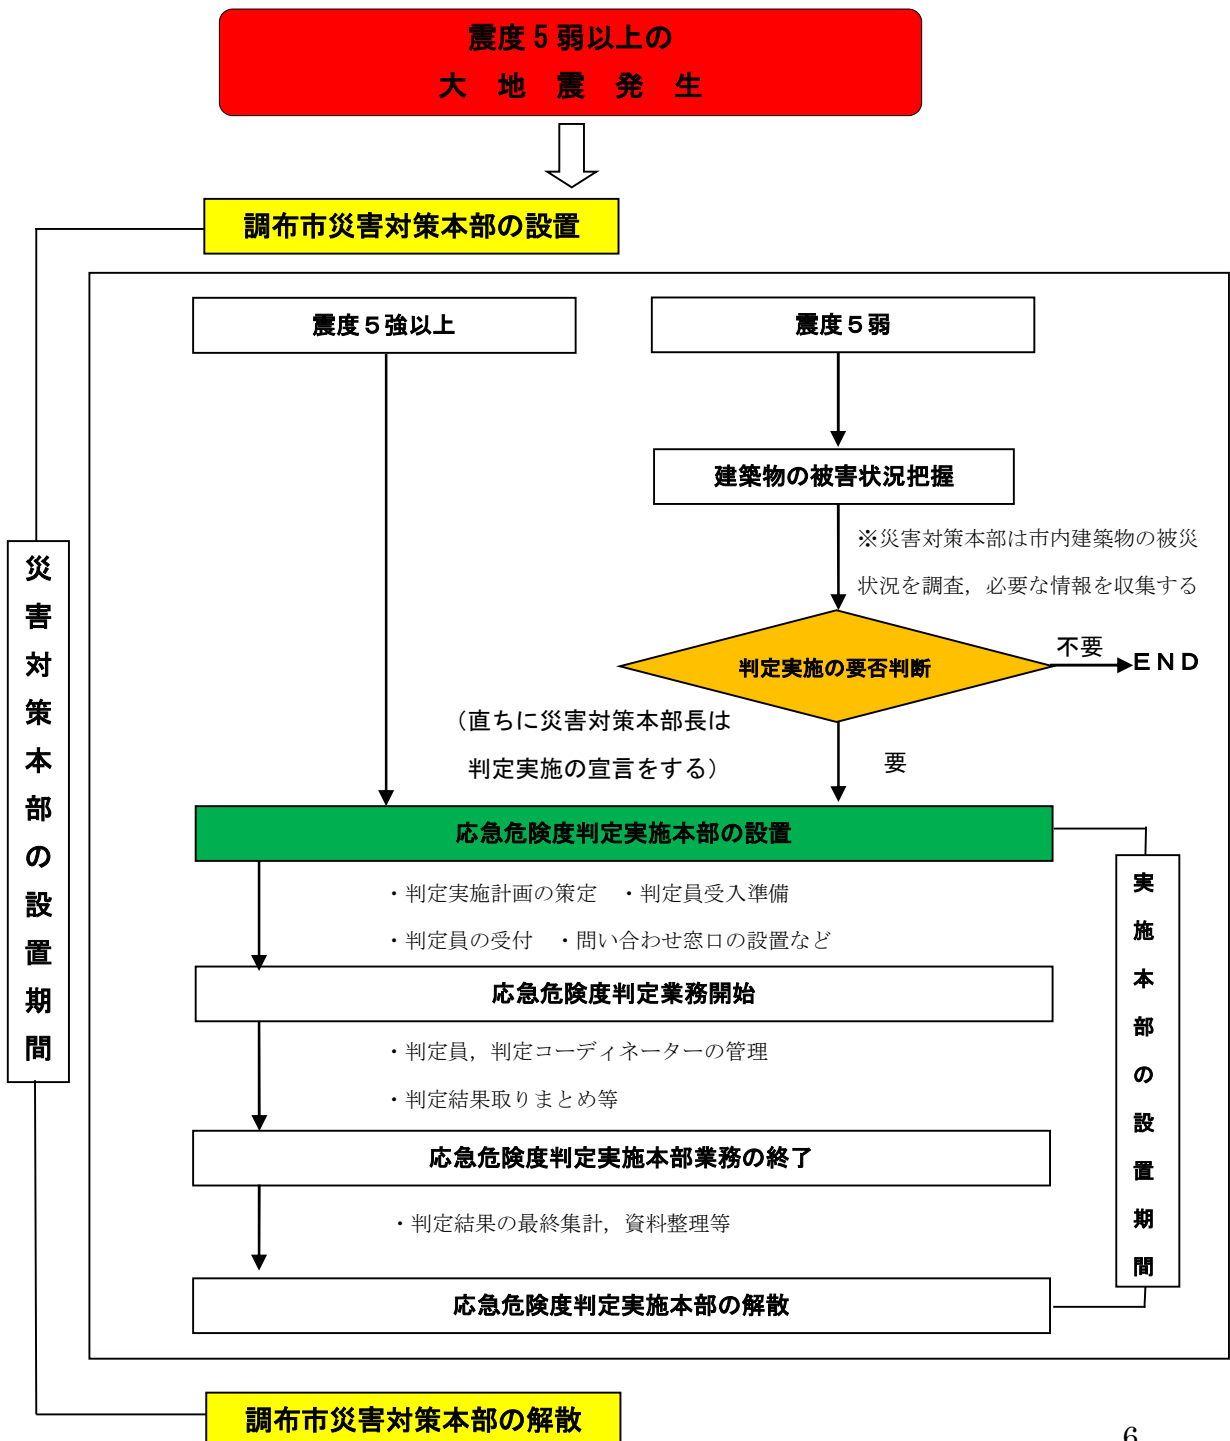 震度５弱以上の
大　地　震　発　生
調布市災害対策本部の設置
震度５強以上
震度５弱
建築物の被害状況把握
※災害対策本部は市内建築物の被災
状況を調査，必要な情報を収集する
判定実施の要否判断
不要
ＥＮＤ
（直ちに災害対策本部長は
判定実施の宣言をする）
要
応急危険度判定実施本部の設置
・判定実施計画の策定　・判定員受入準備
・判定員の受付　・問い合わせ窓口の設置など
応急危険度判定業務開始
・判定員，判定コーディネーターの管理
・判定結果取りまとめ等
応急危険度判定実施本部業務の終了
・判定結果の最終集計，資料整理等
応急危険度判定実施本部の解散
災害対策本部の設置期間
実施本部の設置期間
調布市災害対策本部の解散
6